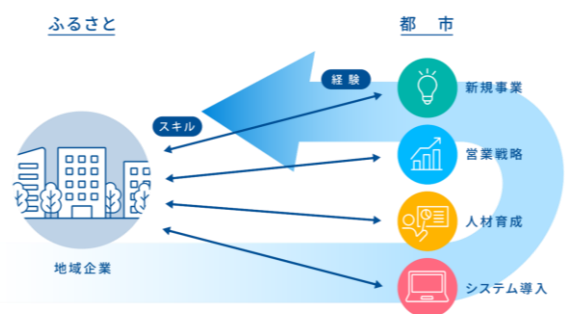 ふるさと
都 市
経験
新規事業
スキル
営業戦略
人材育成
地域企業
システム導入